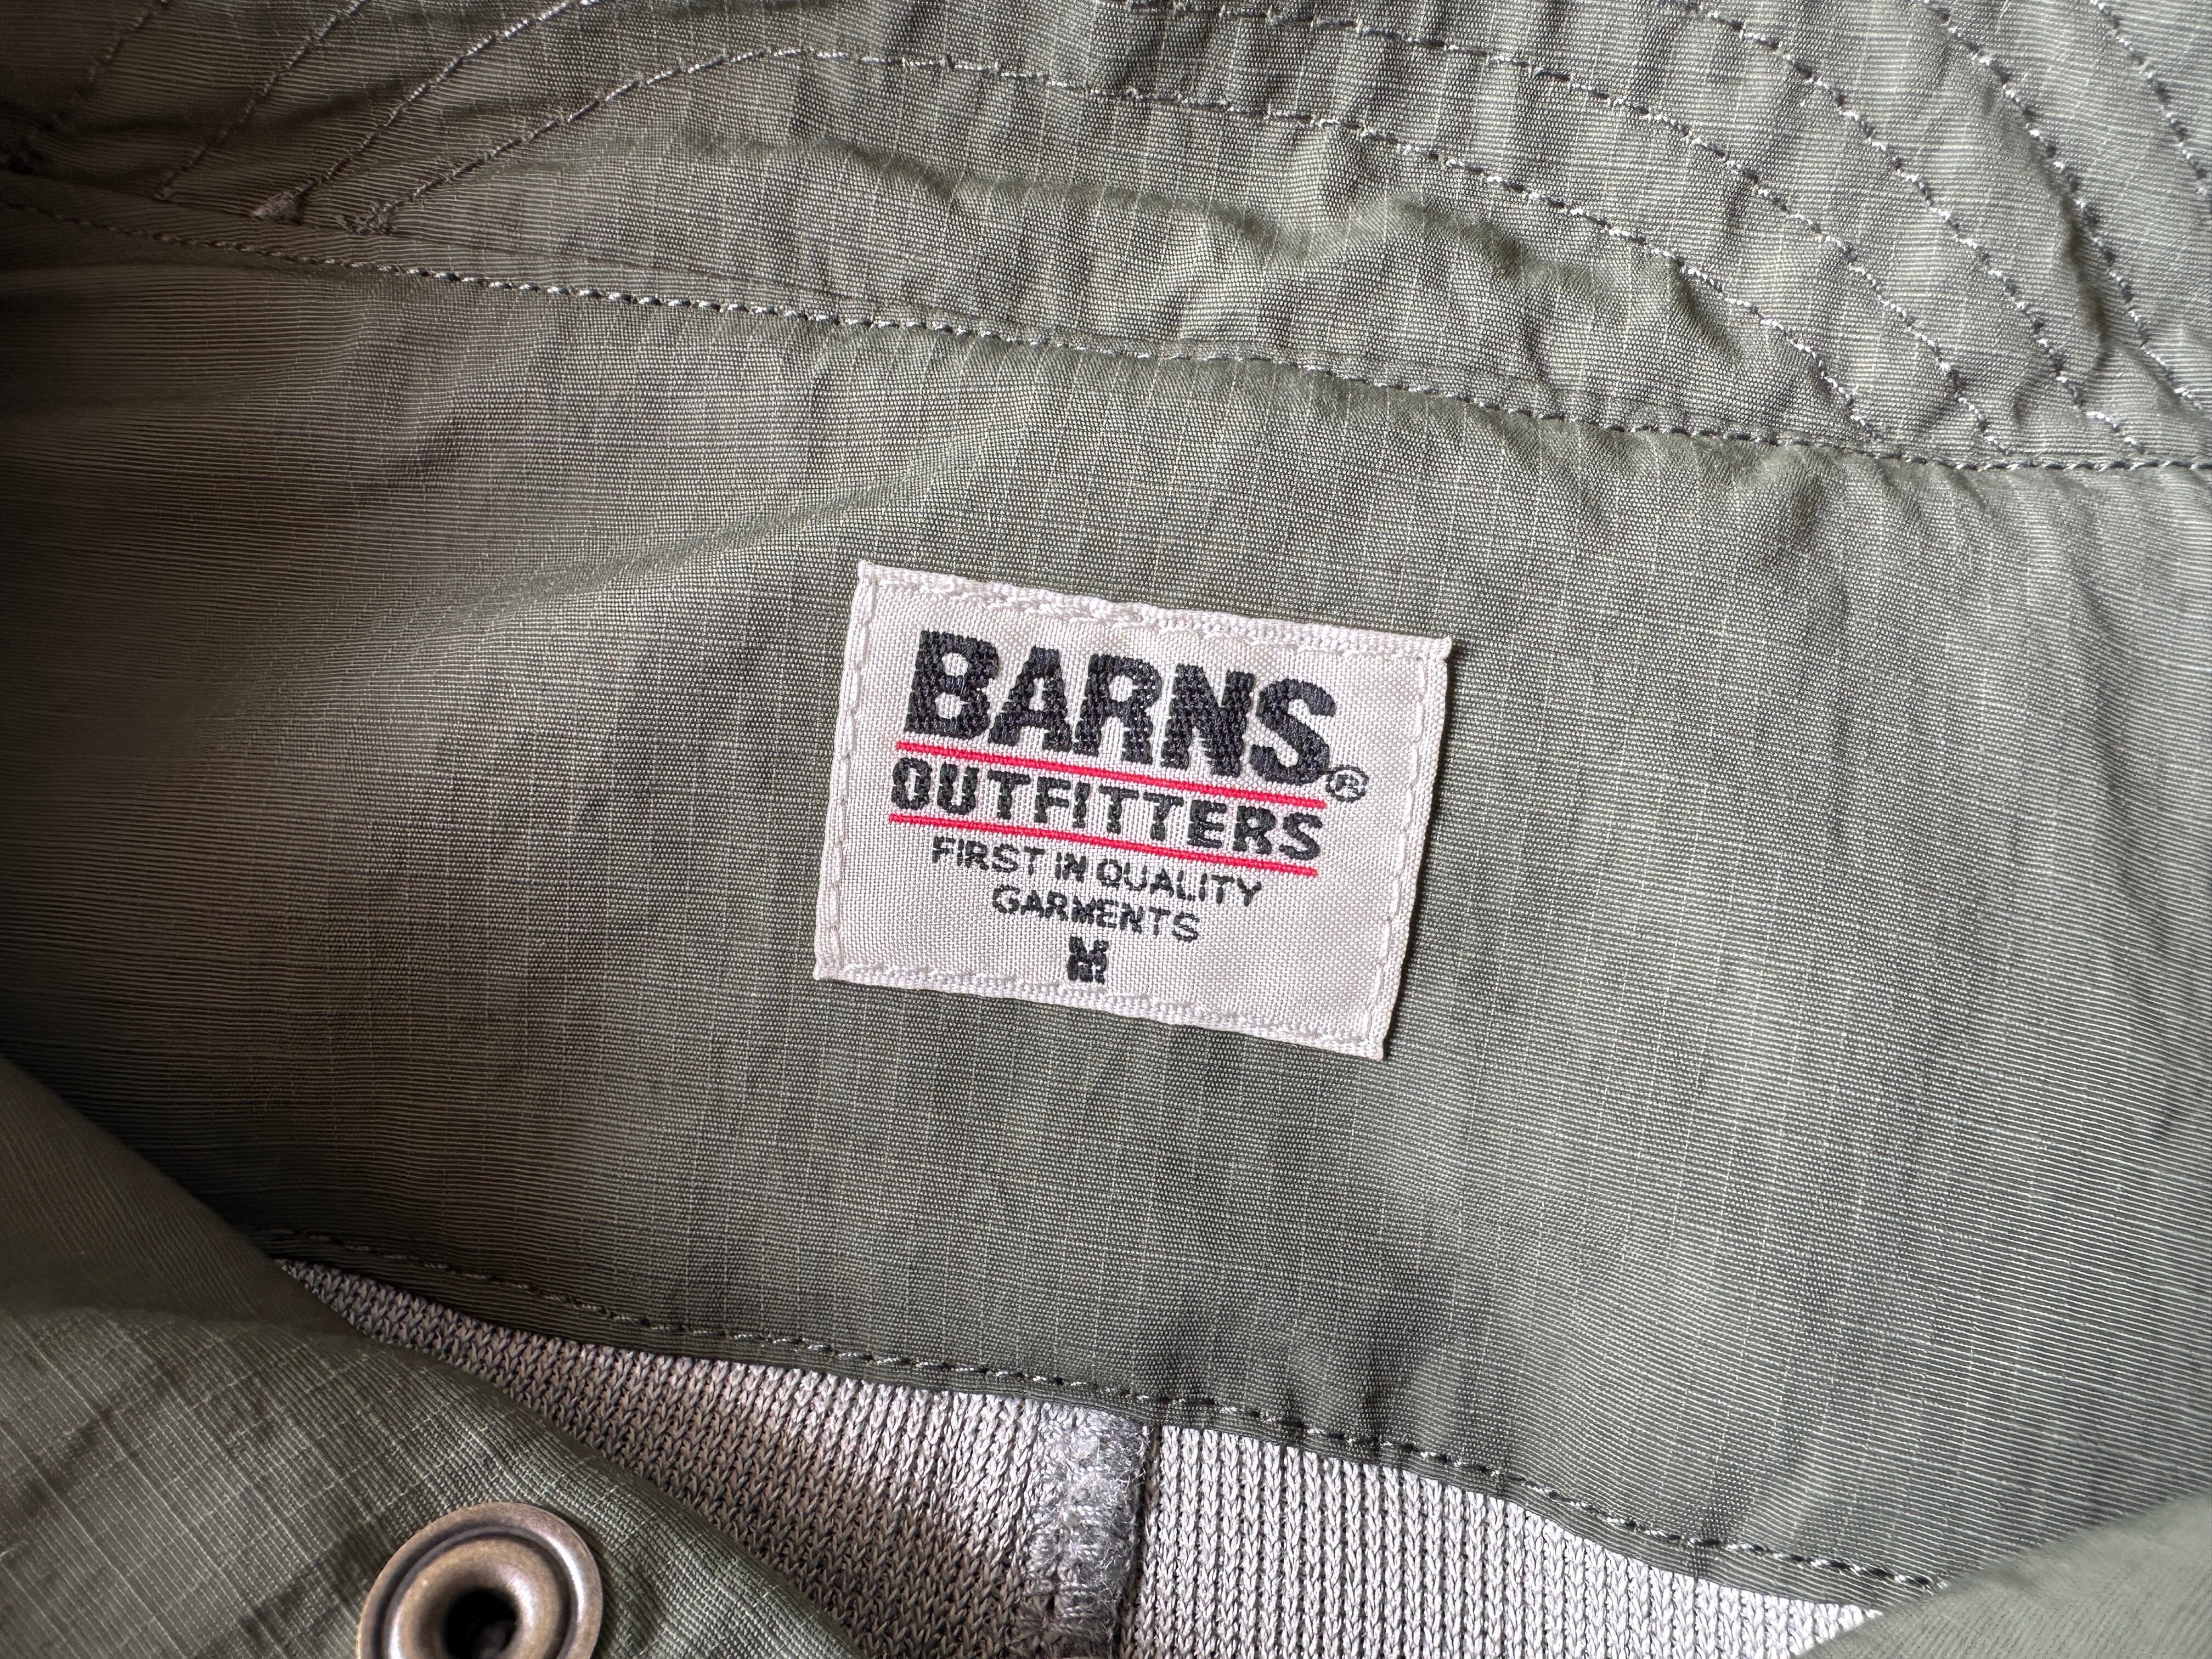 BARNS®
OUTFITTERS
FIRST IN QUALITY
GARMENTS
M